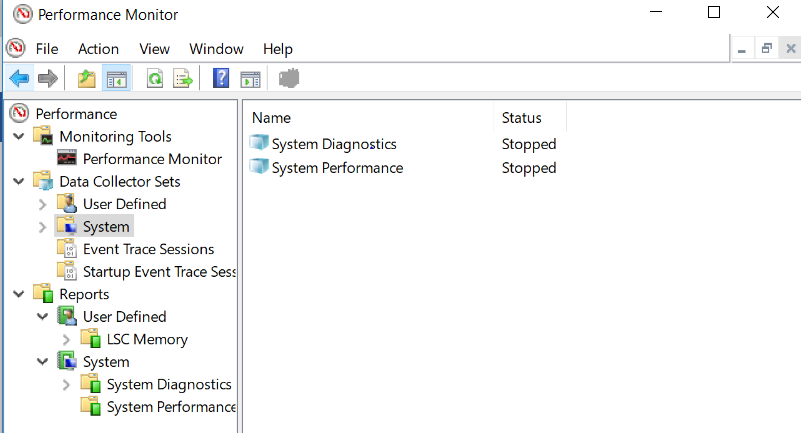 Performance Monitor
File Action View Window Help
Performance
Monitoring Tools
Performance Monitor
Data Collector Sets
User Defined
System
Event Trace Sessions
Startup Event Trace Sess
Reports
User Defined
LSC Memory
System
System Diagnostics
System Performance
Name Status
System Diagnostics Stopped
System Performance Stopped